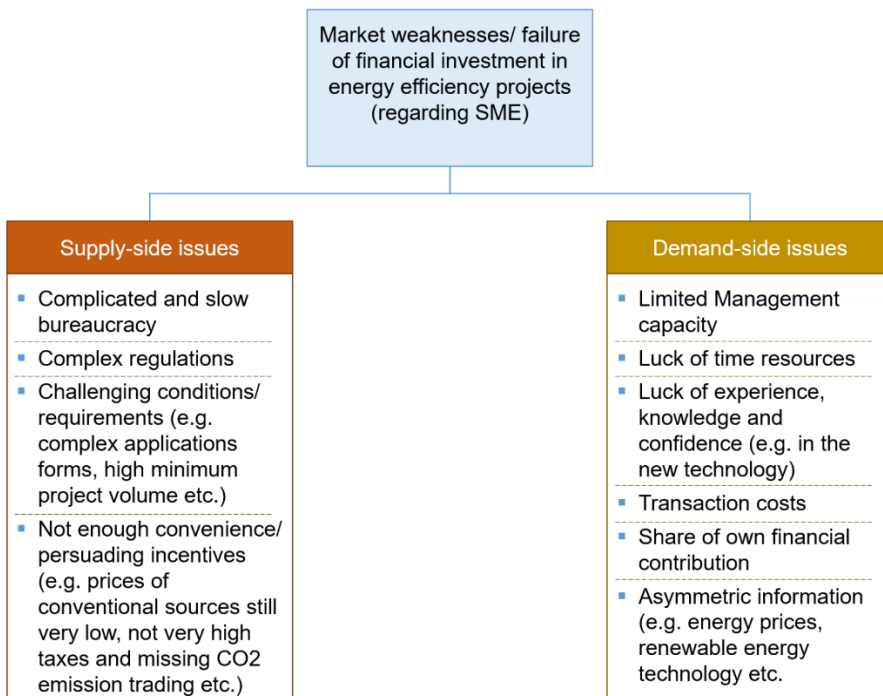 Market weaknesses/ failure
of financial investment in
energy efficiency projects
(regarding SME)
Supply-side issues
Complicated and slow
bureaucracy
Complex regulations
Challenging conditions/
requirements (e.g.
complex applications
forms, high minimum
project volume etc.)
Not enough convenience/
persuading incentives
(e.g. prices of
conventional sources still
very low, not very high
taxes and missing CO2
emission trading etc.)
Demand-side issues
Limited Management
capacity
Luck of time resources
Luck of experience,
knowledge and
confidence (e.g. in the
new technology)
Transaction costs
Share of own financial
contribution
Asymmetric information
(e.g. energy prices,
renewable energy
technology etc.